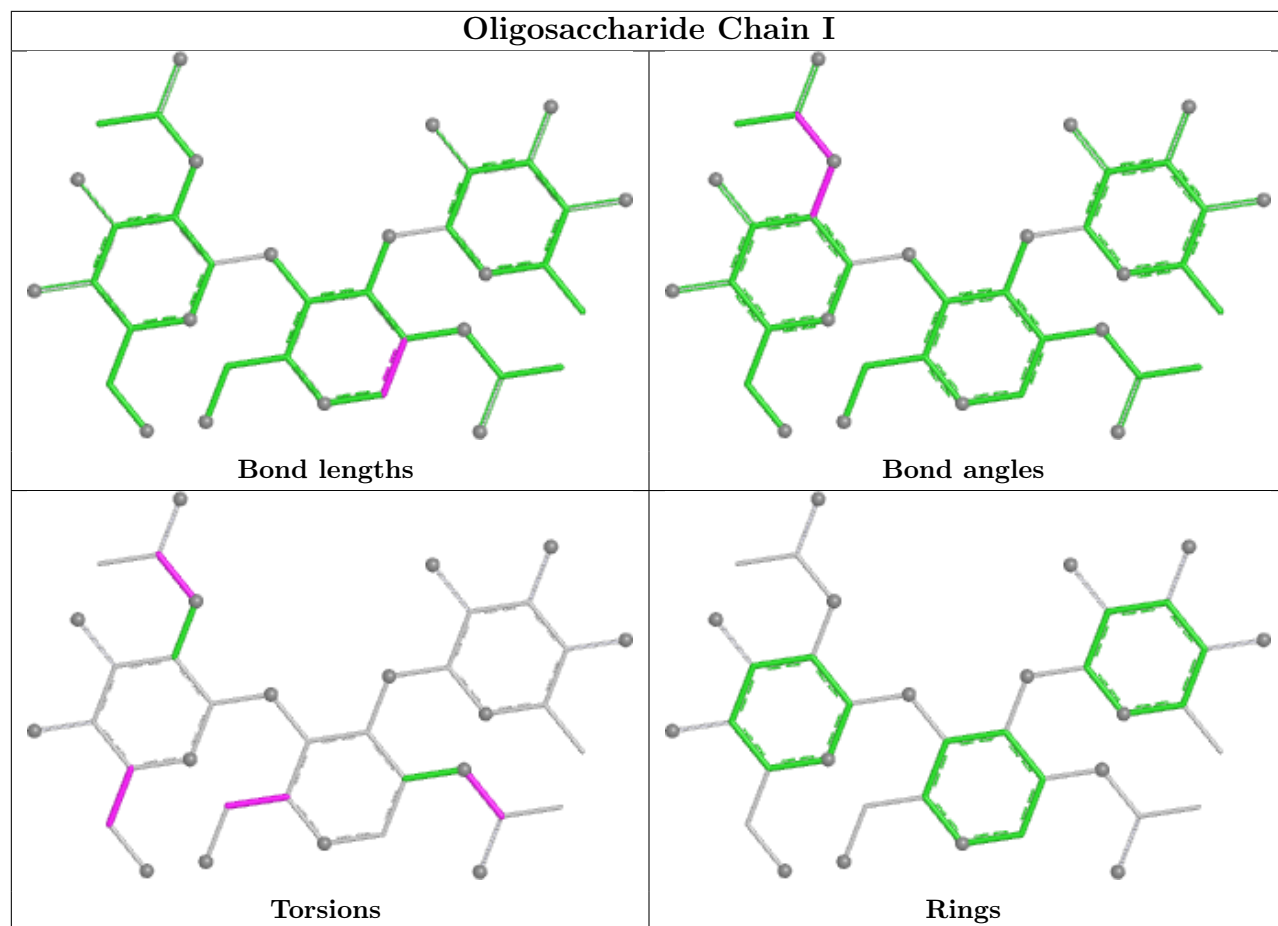 Oligosaccharide Chain I
Bond lengths
Bond angles
Torsions
Rings